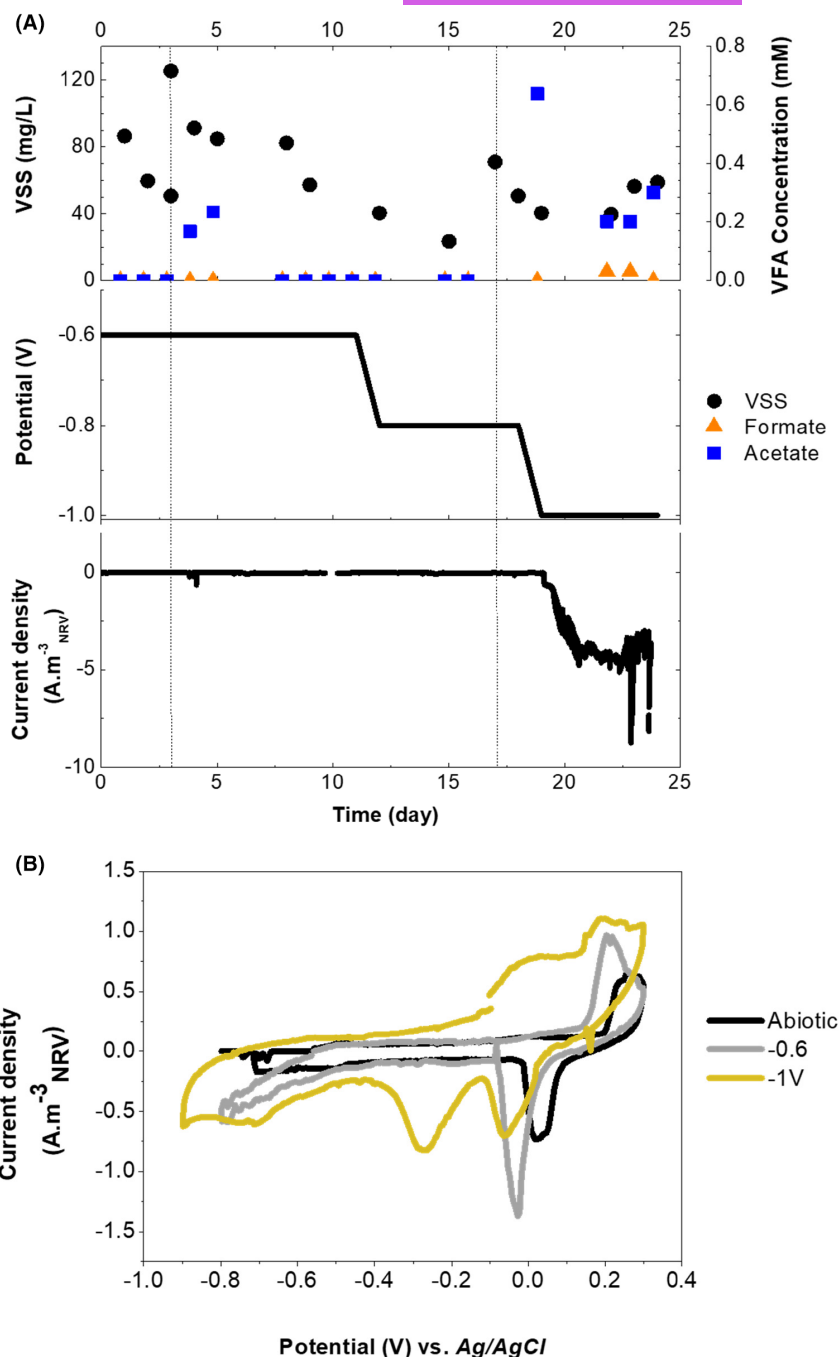 (A)
0 5 10 15 20 25
120
80
40
0
VSS (mg/L)
0.8
0.6
0.4
0.2
0.0
VFA Concentration (mM)
-0.6
-0.8
-1.0
Potential (V)
VSS
Formate
Acetate
0
-5
-10
Current density
(A.m-3 NRV)
0 5 10 15 20 25
Time (day)
(B)
1.5
1.0
0.5
0.0
-0.5
-1.0
-1.5
Current density
(A.m-3 NRV)
Abiotic
-0.6
-1V
-1.0 -0.8 -0.6 -0.4 -0.2 0.0 0.2 0.4
Potential (V) vs. Ag/AgCl